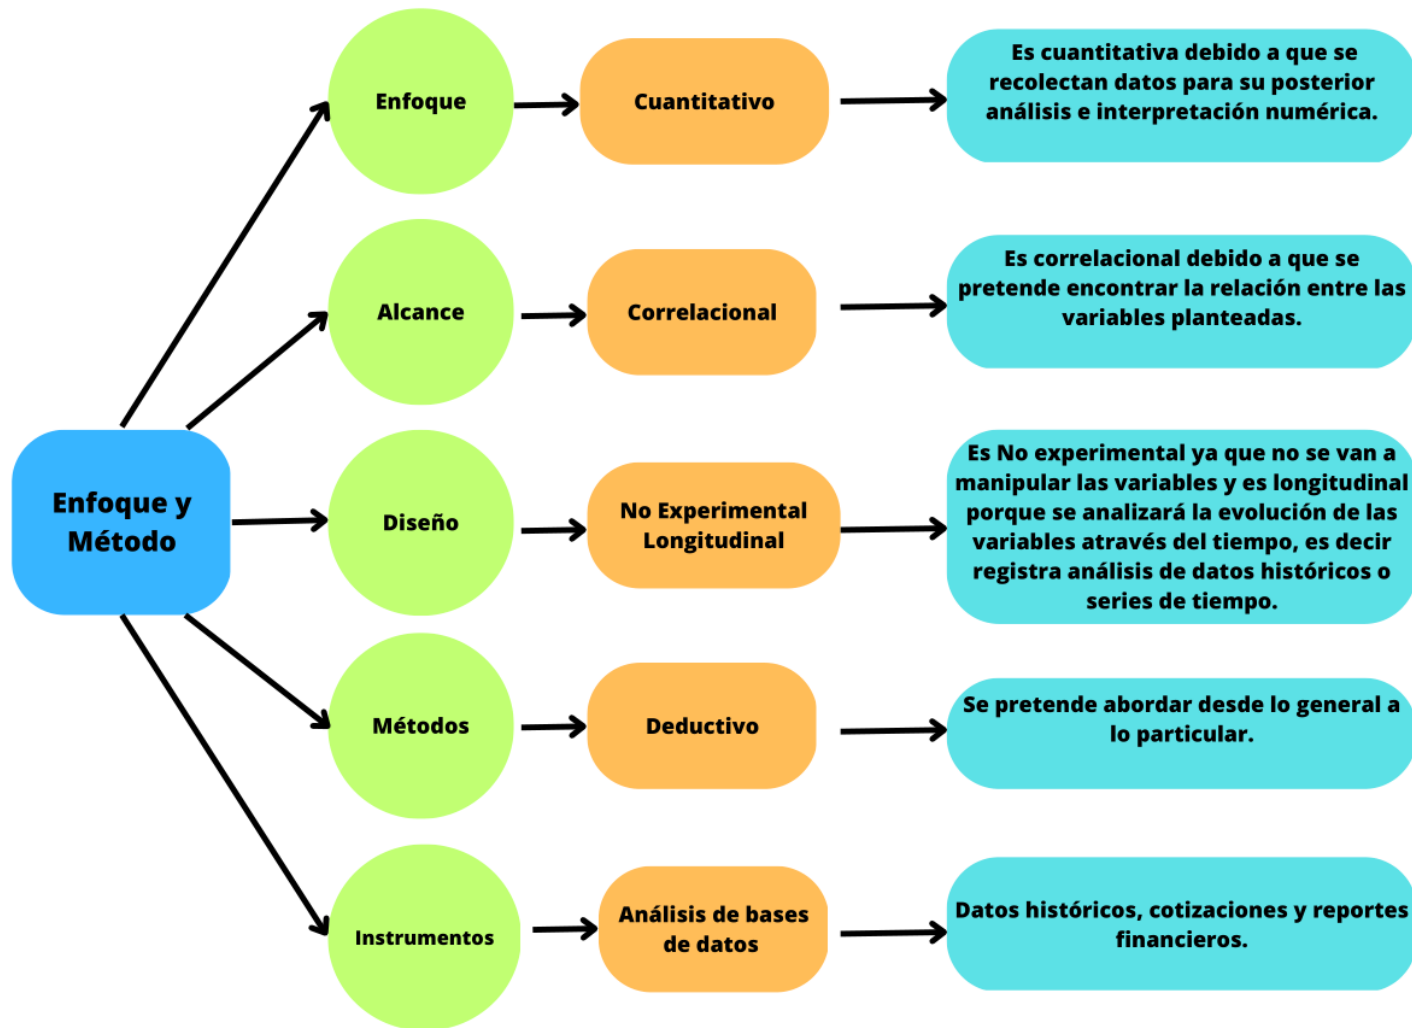 Enfoque y
Método
Enfoque
Cuantitativo
Es cuantitativa debido a que se
recolectan datos para su posterior
análisis e interpretación numérica.
Alcance
Correlacional
Es correlacional debido a que se
pretende encontrar la relación entre las
variables planteadas.
Diseño
No Experimental
Longitudinal
Es No experimental ya que no se van a
manipular las variables y es longitudinal
porque se analizará la evolución de las
variables através del tiempo, es decir
registra análisis de datos históricos o
series de tiempo.
Métodos
Deductivo
Se pretende abordar desde lo general a
lo particular.
Instrumentos
Análisis de bases
de datos
Datos históricos, cotizaciones y reportes
financieros.